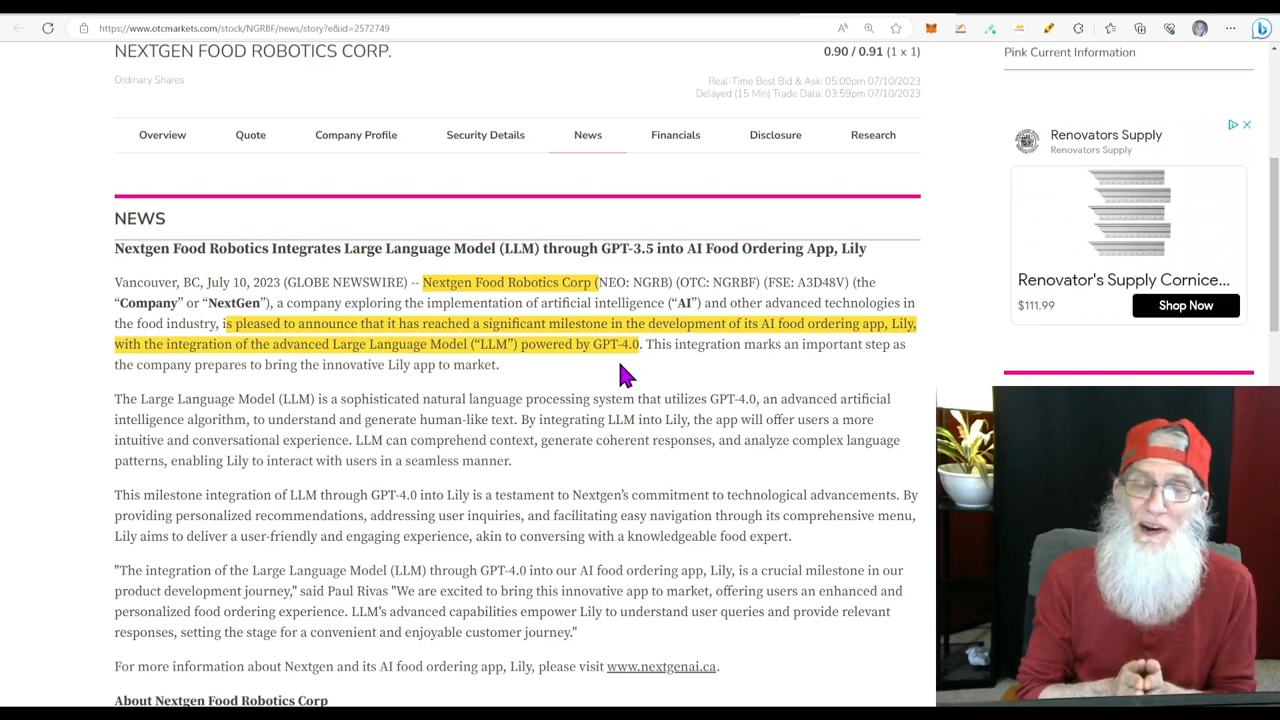 https://www.otcmarkets.com/stock/NGRBF/news/story?e&id=2572749
NEXTGEN FOOD ROBOTICS CORP.
0.90 / 0.91 (1 x 1)
Ordinary Shares
Real-Time Best Bid & Ask: 05:00pm 07/10/2023
Delayed (15 Min) Trade Data: 03:59pm 07/10/2023
Pink Current Information
Overview Quote Company Profile Security Details News Financials Disclosure Research
Renovators Supply
Renovators Supply
Renovator's Supply Cornice...
$111.99
Shop Now
NEWS
Nextgen Food Robotics Integrates Large Language Model (LLM) through GPT-3.5 into AI Food Ordering App, Lily
Vancouver, BC, July 10, 2023 (GLOBE NEWSWIRE) -- Nextgen Food Robotics Corp (NEO: NGRB) (OTC: NGRBF) (FSE: A3D48V) (the
“Company” or “NextGen”), a company exploring the implementation of artificial intelligence (“AI”) and other advanced technologies in
the food industry, is pleased to announce that it has reached a significant milestone in the development of its AI food ordering app, Lily,
with the integration of the advanced Large Language Model (“LLM”) powered by GPT-4.0. This integration marks an important step as
the company prepares to bring the innovative Lily app to market.
The Large Language Model (LLM) is a sophisticated natural language processing system that utilizes GPT-4.0, an advanced artificial
intelligence algorithm, to understand and generate human-like text. By integrating LLM into Lily, the app will offer users a more
intuitive and conversational experience. LLM can comprehend context, generate coherent responses, and analyze complex language
patterns, enabling Lily to interact with users in a seamless manner.
This milestone integration of LLM through GPT-4.0 into Lily is a testament to Nextgen’s commitment to technological advancements. By
providing personalized recommendations, addressing user inquiries, and facilitating easy navigation through its comprehensive menu,
Lily aims to deliver a user-friendly and engaging experience, akin to conversing with a knowledgeable food expert.
"The integration of the Large Language Model (LLM) through GPT-4.0 into our AI food ordering app, Lily, is a crucial milestone in our
product development journey," said Paul Rivas "We are excited to bring this innovative app to market, offering users an enhanced and
personalized food ordering experience. LLM's advanced capabilities empower Lily to understand user queries and provide relevant
responses, setting the stage for a convenient and enjoyable customer journey."
For more information about Nextgen and its AI food ordering app, Lily, please visit www.nextgenai.ca.
About Nextgen Food Robotics Corp